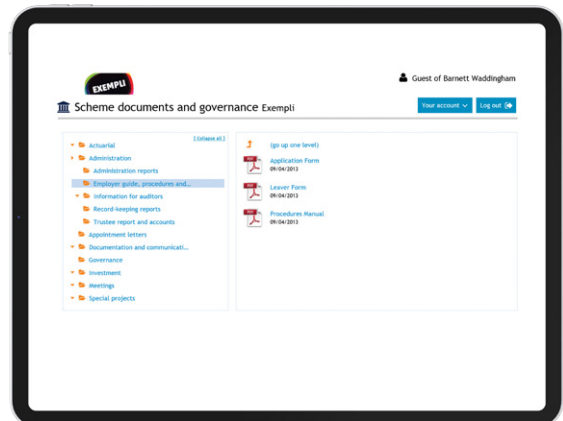 EXEMPLI
Guest of Barnett Waddingham
Scheme documents and governance Exempli
Your account
Log out
[Collapse all]
Actuarial
Administration
Administration reports
Employer guide, procedures and...
Information for auditors
Record-keeping reports
Trustee report and accounts
Appointment letters
Documentation and communicati...
Governance
Investment
Meetings
Special projects
(go up one level)
PDF
Application Form
09/04/2013
PDF
Leaver Form
09/04/2013
PDF
Procedures Manual
09/04/2013